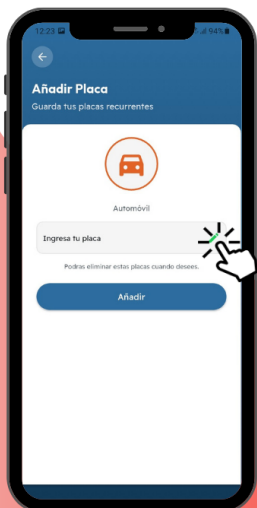 12:23
94%
Añadir Placa
Guarda tus placas recurrentes
Automóvil
Ingresa tu placa
Podras eliminar estas placas cuando desees.
Añadir